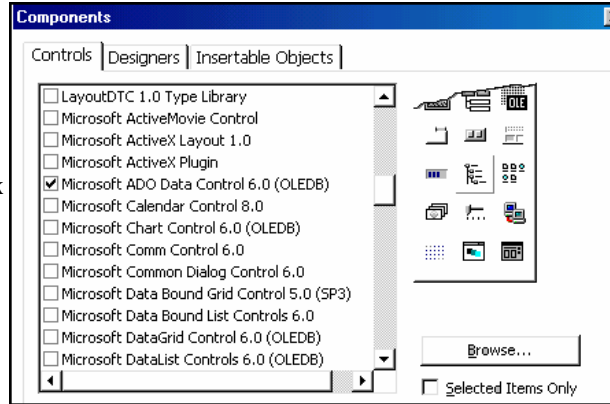 Components
Controls Designers Insertable Objects
LayoutDTC 1.0 Type Library
Microsoft ActiveMovie Control
Microsoft ActiveX Layout 1.0
Microsoft ActiveX Plugin
Microsoft ADO Data Control 6.0 (OLEDB)
Microsoft Calendar Control 8.0
Microsoft Chart Control 6.0 (OLEDB)
Microsoft Comm Control 6.0
Microsoft Common Dialog Control 6.0
Microsoft Data Bound Grid Control 5.0 (SP3)
Microsoft Data Bound List Controls 6.0
Microsoft DataGrid Control 6.0 (OLEDB)
Microsoft DataList Controls 6.0 (OLEDB)
OLE
Browse...
Selected Items Only